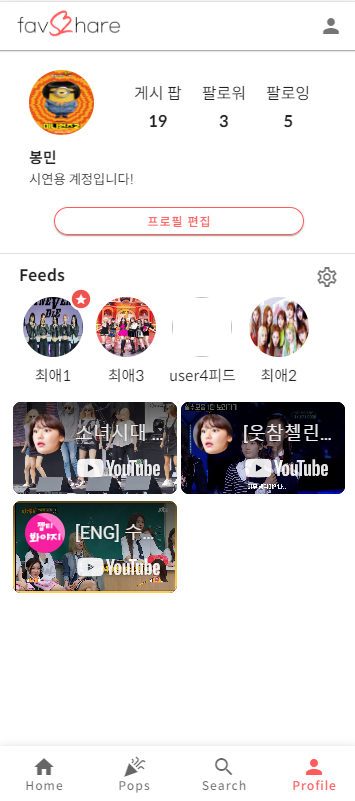 favShare
게시 팝 팔로워 팔로잉
19 3 5
봉민
시연용 계정입니다!
프로필 편집
Feeds
최애1 최애3 user4피드 최애2
소녀시대 ... [웃참첼린...
YouTube YouTube
[ENG] 수...
YouTube
Home Pops Search Profile